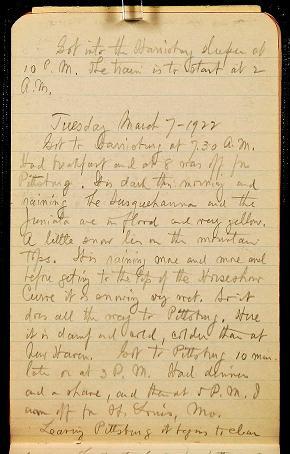 Got into the Harrisburg sleeper at
10 P.M. The train is to start at 2
A.M.
Tuesday March 7-1922
Got to Harrisburg at 7.30 A.M.
Had breakfast and at 8 was off for
Pittsburg. It is dark this morning and
raining. The Susquehanna and the
Juniata are in flood and very yellow.
A little snow lies on the mountain
tops. It is raining more and more and
before getting to the top of the Horseshoe
Curve it is snowing very wet. So it
does all the way to Pittsburg. Here
it is damp and cold, colder than at
New Haven. Got to Pittsburg 10 min.
late or at 3 P.M. Had dinner
and a shave, and then at 5 P.M. I
am off for St. Louis, Mo.
Leaving Pittsburg it begins to clear